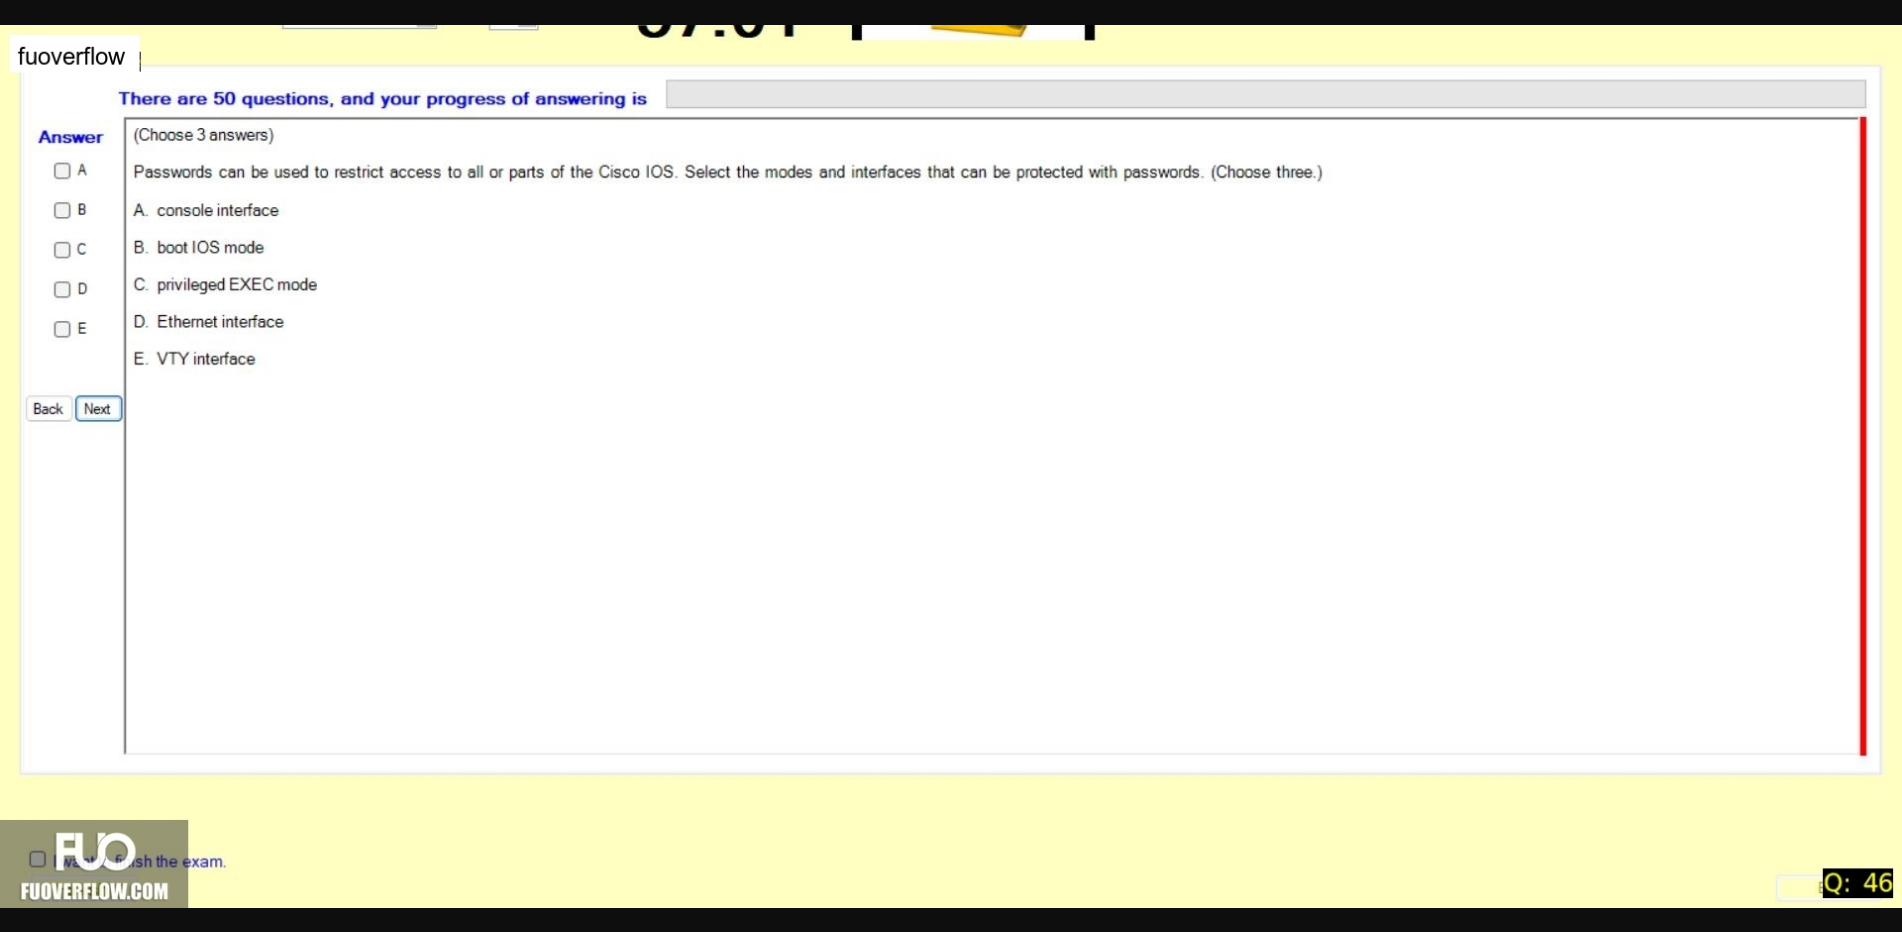 fuoverflow
There are 50 questions, and your progress of answering is
Answer
(Choose 3 answers)
A
Passwords can be used to restrict access to all or parts of the Cisco IOS. Select the modes and interfaces that can be protected with passwords. (Choose three.)
B
A. console interface
C
B. boot IOS mode
D
C. privileged EXEC mode
E
D. Ethernet interface
E. VTY interface
Back Next
FUO
the exam.
FUOVERFLOW.COM
Q: 46